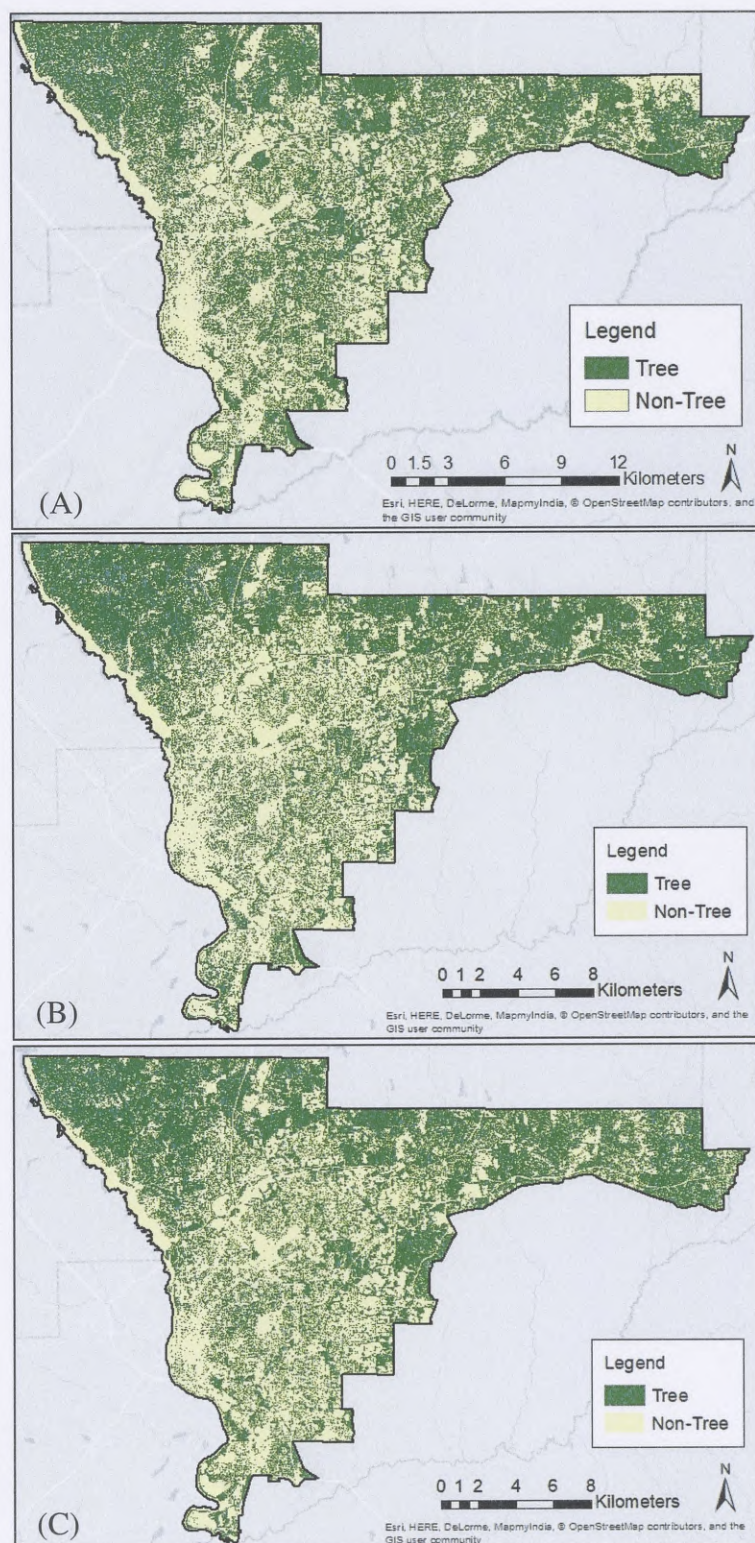 Legend
Tree
Non-Tree
N
0 1.5 3 6 9 12
Kilometers
(A)
Esri, HERE, DeLorme, MapmyIndia, © OpenStreetMap contributors, and
the GIS user community
Legend
Tree
Non-Tree
N
0 1 2 4 6 8
Kilometers
(B)
Esri, HERE, DeLorme, MapmyIndia, © OpenStreetMap contributors, and the
GIS user community
Legend
Tree
Non-Tree
N
0 1 2 4 6 8
Kilometers
(C)
Esri, HERE, DeLorme, MapmyIndia, © OpenStreetMap contributors, and the
GIS user community